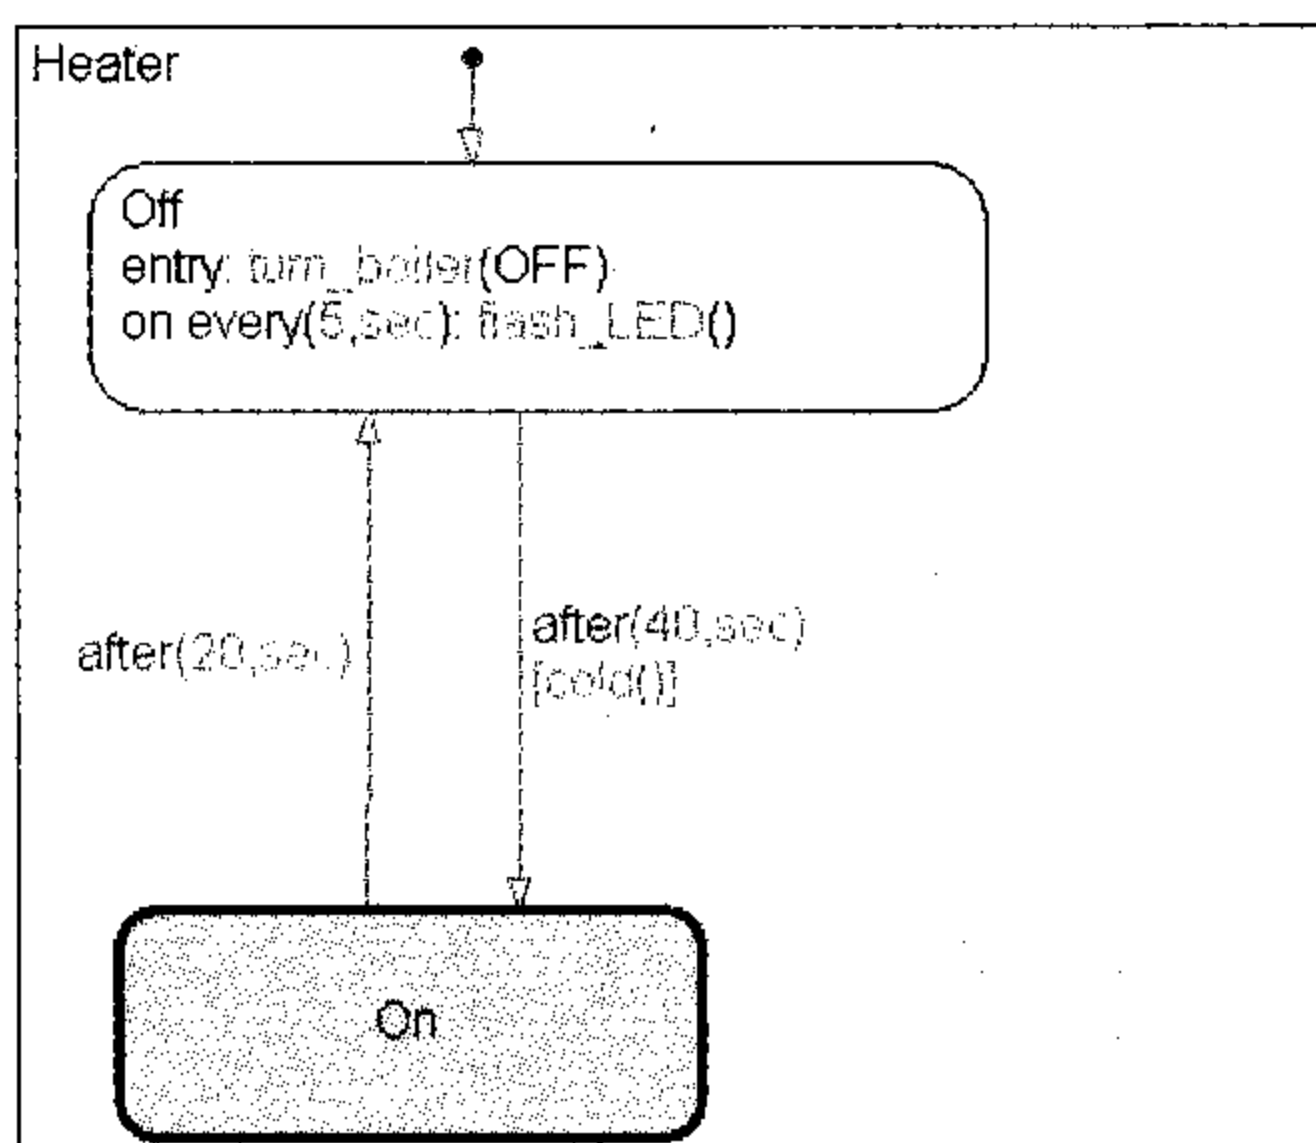 Heater
Off
entry: turn_boiler(OFF)
on every(5,sec): flash_LED()
after(20,sec)
after(40,sec)
[cold()]
On